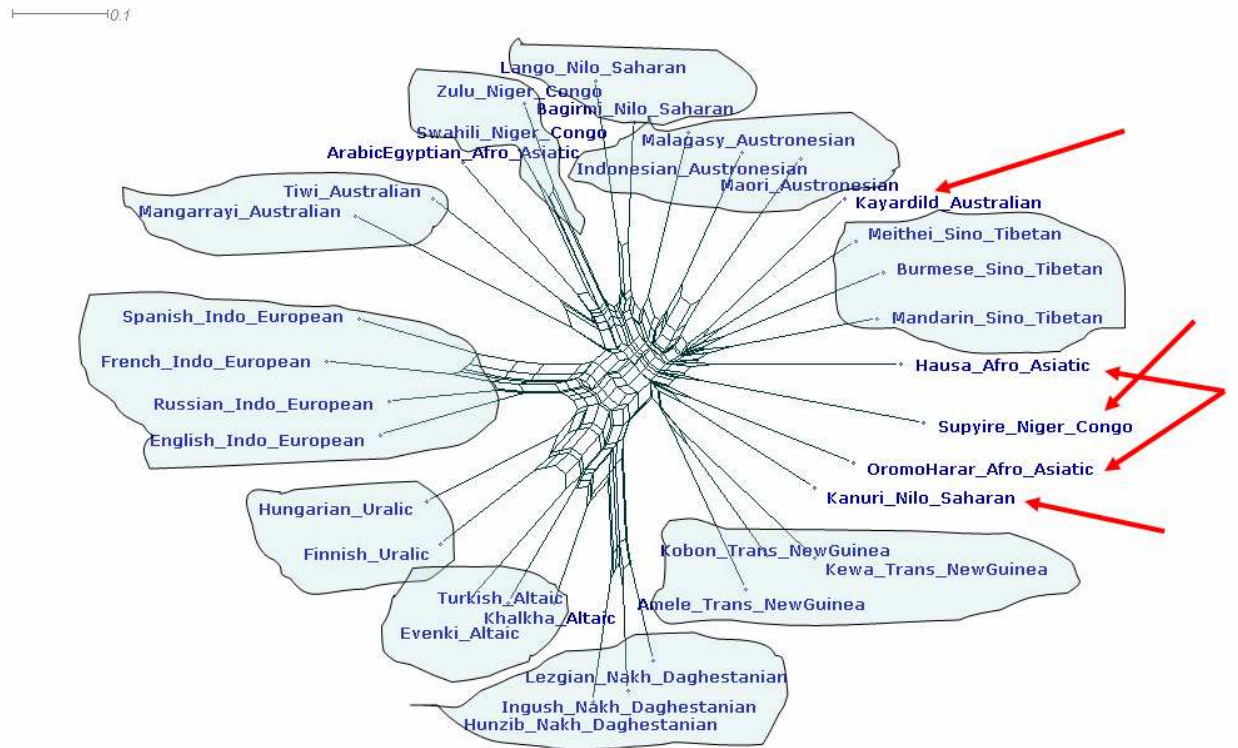 0.1
Lango_Nilo_Saharan
Zulu_Niger_Congo
Bagirmi_Nilo_Saharan
Swahili_Niger_Congo
Malagasy_Austronesian
ArabicEgyptian_Afro_Asiatic
Indonesian_Austronesian
Maori_Austronesian
Tiwi_Australian
Kayardild_Australian
Mangarrayi_Australian
Meithei_Sino_Tibetan
Burmese_Sino_Tibetan
Spanish_Indo_European
Mandarin_Sino_Tibetan
French_Indo_European
Hausa_Afro_Asiatic
Russian_Indo_European
Supyire_Niger_Congo
English_Indo_European
OromoHarar_Afro_Asiatic
Kanuri_Nilo_Saharan
Hungarian_Uralic
Finnish_Uralic
Kobon_Trans_NewGuinea
Kewa_Trans_NewGuinea
Turkish_Altaic
Amele_Trans_NewGuinea
Khalkha_Altaic
Evenki_Altaic
Lezgian_Nakh_Daghestanian
Ingush_Nakh_Daghestanian
Hunzib_Nakh_Daghestanian